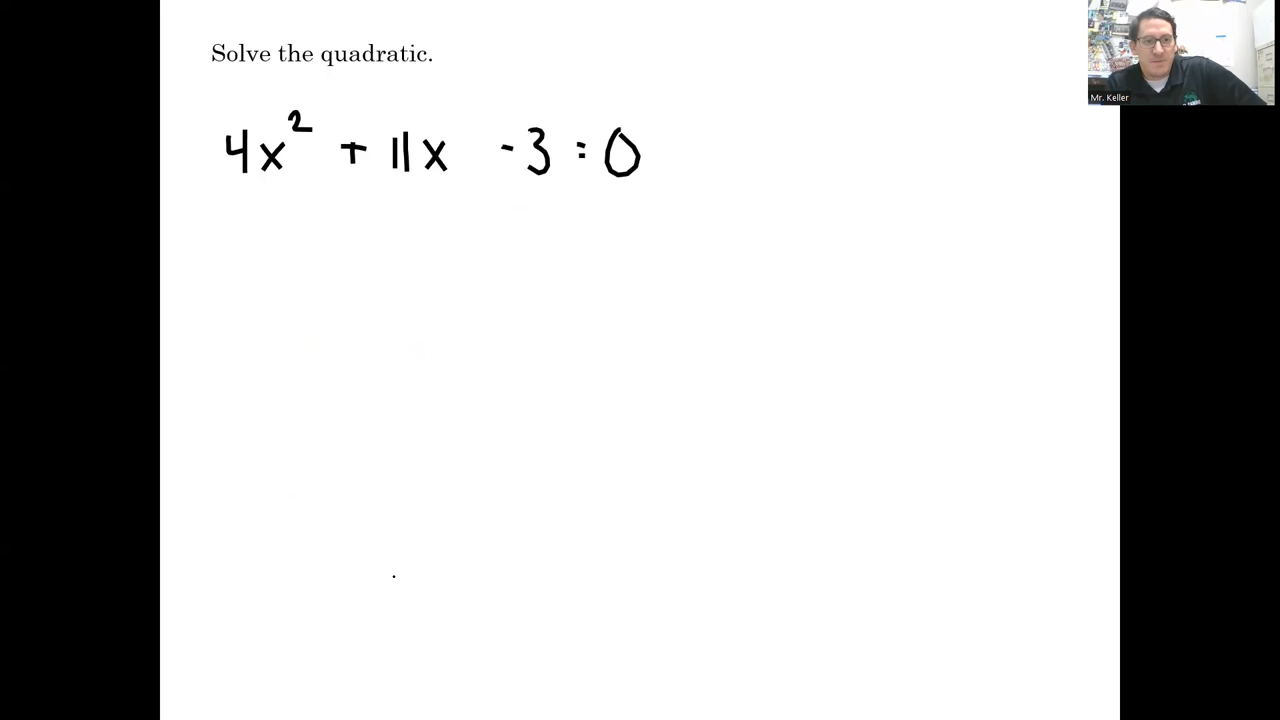 Solve the quadratic.
4x² + 11x - 3 = 0
Mr. Keller